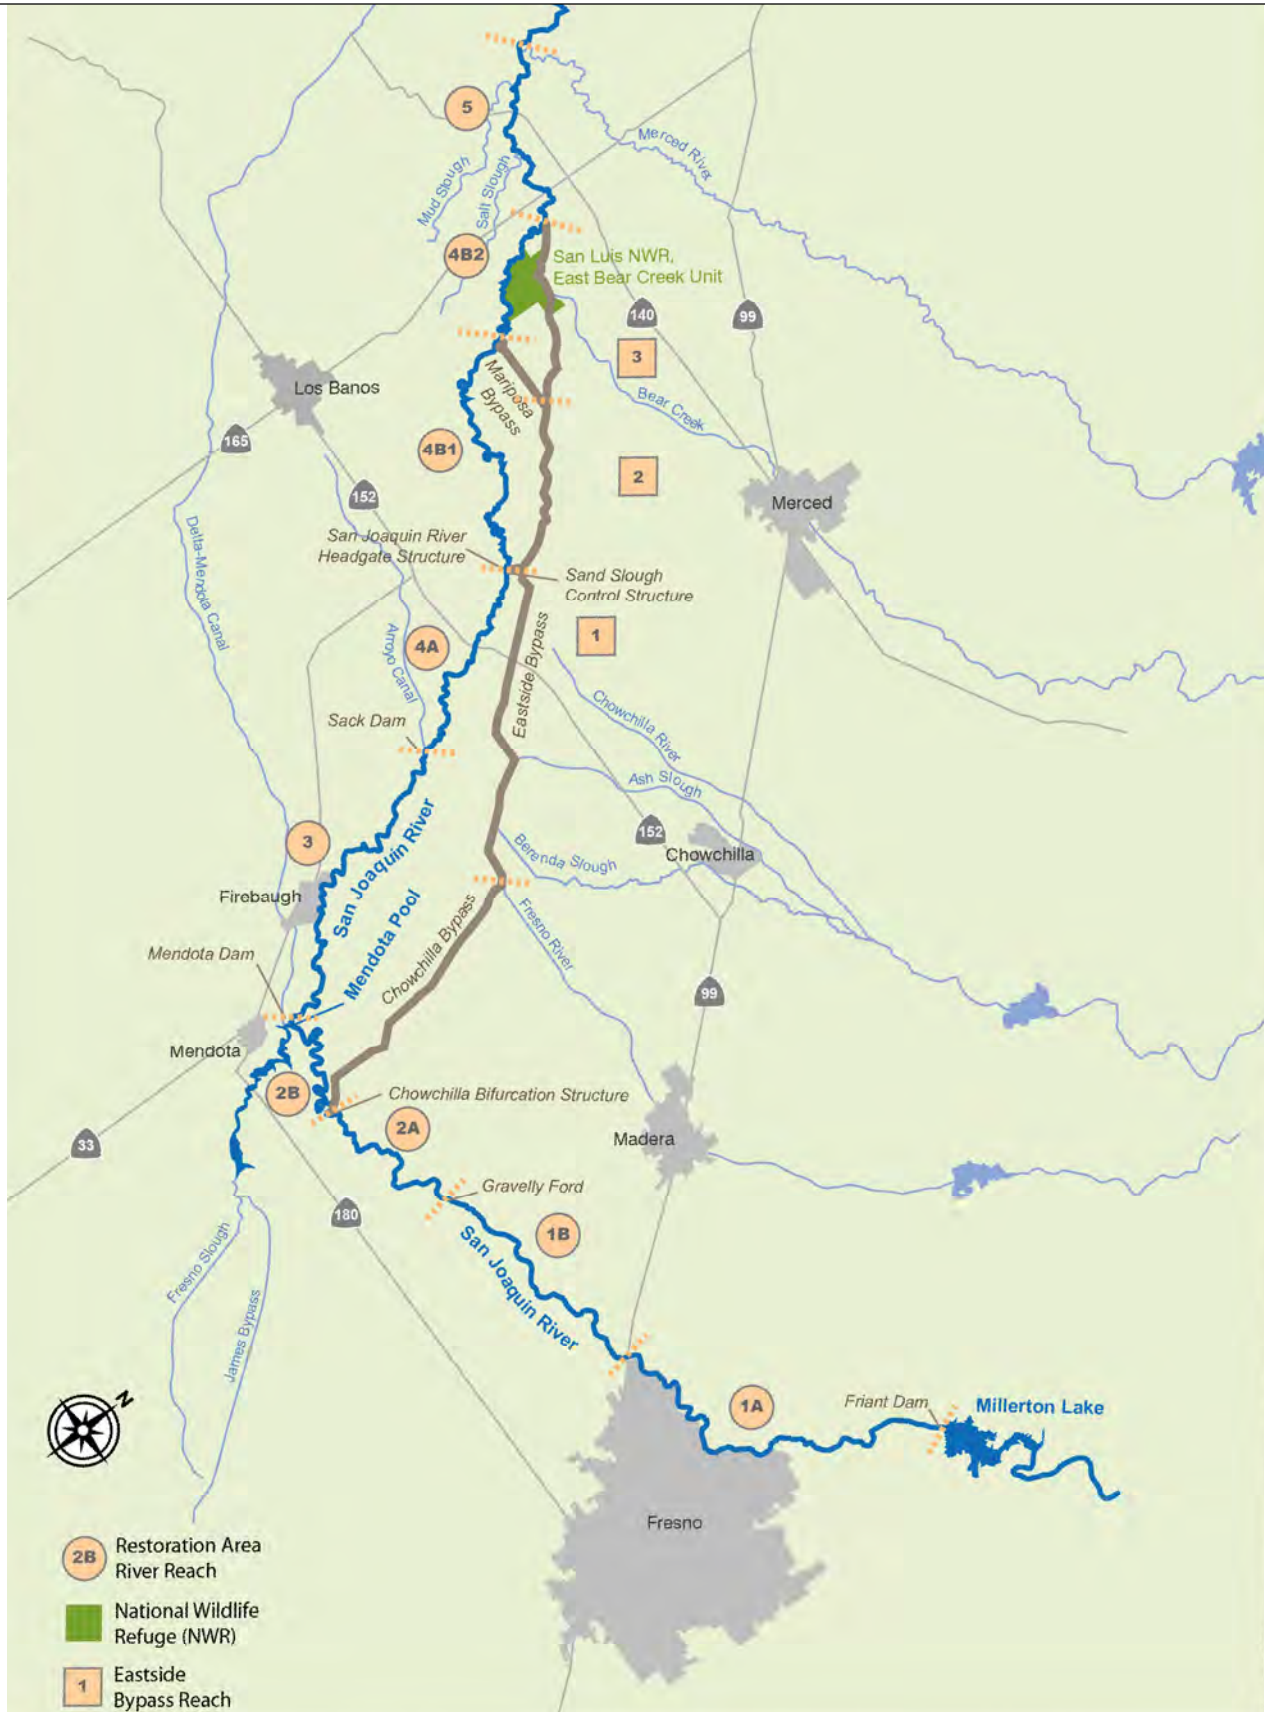 5
Merced River
Mud Slough
Salt Slough
4B2
San Luis NWR,
East Bear Creek Unit
140
99
3
Mariposa
Bypass
Los Banos
Bear Creek
165
4B1
2
152
Merced
San Joaquin River
Headgate Structure
Delta-Mendota Canal
Sand Slough
Control Structure
1
4A
Arroyo Canal
Eastside Bypass
Sack Dam
Chowchilla River
Ash Slough
3
San Joaquin River
152
Chowchilla
Berenda Slough
Firebaugh
Mendota Pool
Chowchilla Bypass
Fresno River
Mendota Dam
99
Mendota
2B
Chowchilla Bifurcation Structure
2A
33
Madera
Gravelly Ford
180
1B
Fresno Slough
San Joaquin River
James Bypass
N
1A
Friant Dam
Millerton Lake
Fresno
2B
Restoration Area
River Reach
National Wildlife
Refuge (NWR)
1
Eastside
Bypass Reach